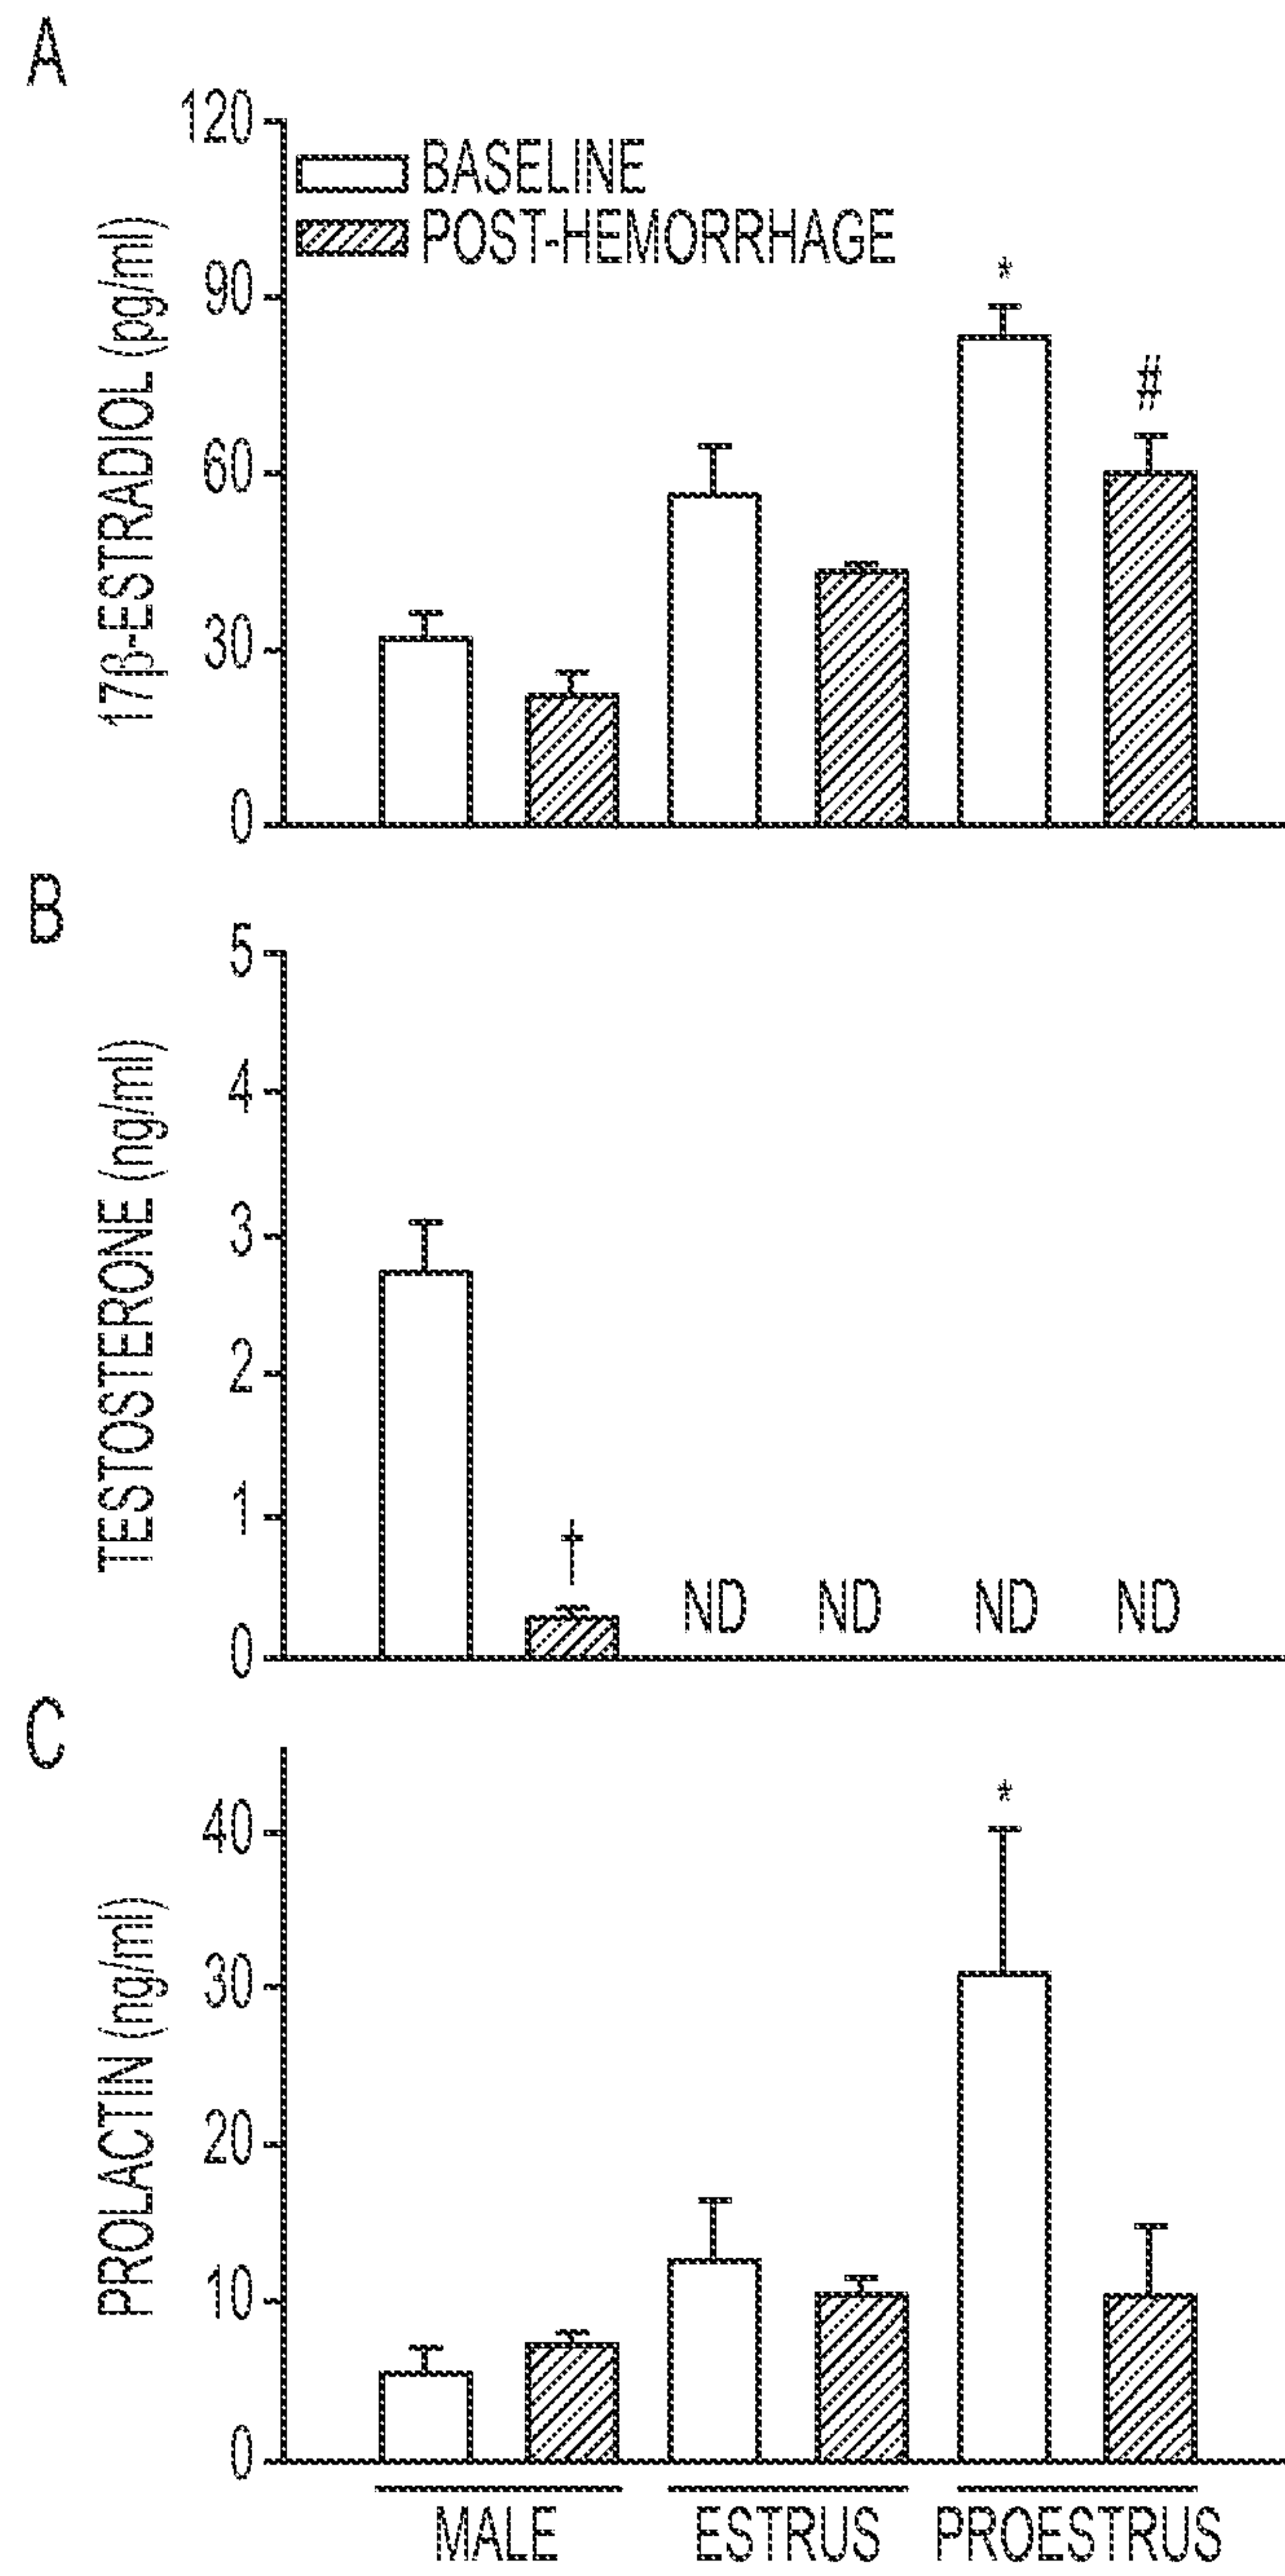 A
120
90
60
30
0
17β-ESTRADIOL (pg/ml)
BASELINE
POST-HEMORRHAGE
*
#
B
5
4
3
2
1
0
TESTOSTERONE (ng/ml)
†
ND ND ND ND
C
40
30
20
10
0
PROLACTIN (ng/ml)
*
MALE ESTRUS PROESTRUS